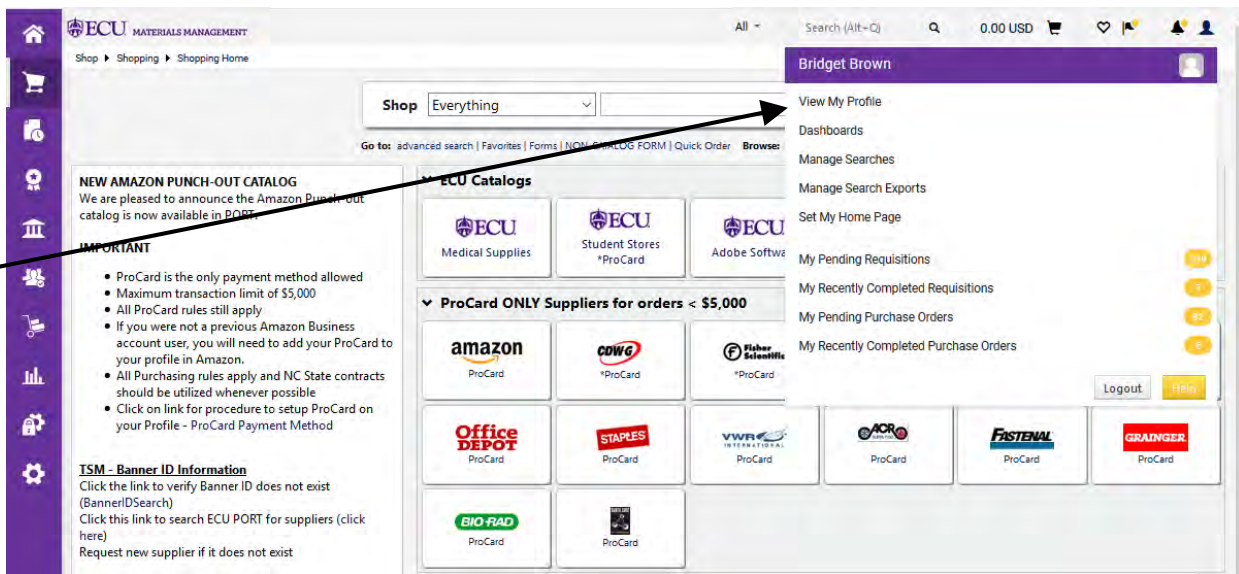 ECU MATERIALS MANAGEMENT
All
Search (Alt+Q)
0.00 USD
Shop Shopping Shopping Home
Bridget Brown
View My Profile
Dashboards
Manage Searches
Manage Search Exports
Set My Home Page
My Pending Requisitions
My Recently Completed Requisitions
My Pending Purchase Orders
My Recently Completed Purchase Orders
Logout Help
Shop Everything
Go to: advanced search | Favorites | Forms | NON-CATALOG FORM | Quick Order Browse:
NEW AMAZON PUNCH-OUT CATALOG
We are pleased to announce the Amazon Punch-out
catalog is now available in PORT.
IMPORTANT
• ProCard is the only payment method allowed
• Maximum transaction limit of $5,000
• All ProCard rules still apply
• If you were not a previous Amazon Business
account user, you will need to add your ProCard to
your profile in Amazon.
• All Purchasing rules apply and NC State contracts
should be utilized whenever possible
• Click on link for procedure to setup ProCard on
your Profile - ProCard Payment Method
TSM - Banner ID Information
Click the link to verify Banner ID does not exist
(BannerIDSearch)
Click this link to search ECU PORT for suppliers (click
here)
Request new supplier if it does not exist
ECU Catalogs
ECU
Medical Supplies
ECU
Student Stores
*ProCard
ECU
Adobe Softwa
ProCard ONLY Suppliers for orders < $5,000
amazon
ProCard
CDWG
*ProCard
Fisher
Scientific
*ProCard
Office
DEPOT
ProCard
STAPLES
ProCard
VWR
INTERNATIONAL
ProCard
ACR
ProCard
FASTENAL
ProCard
GRAINGER
ProCard
BIO-RAD
ProCard
ProCard